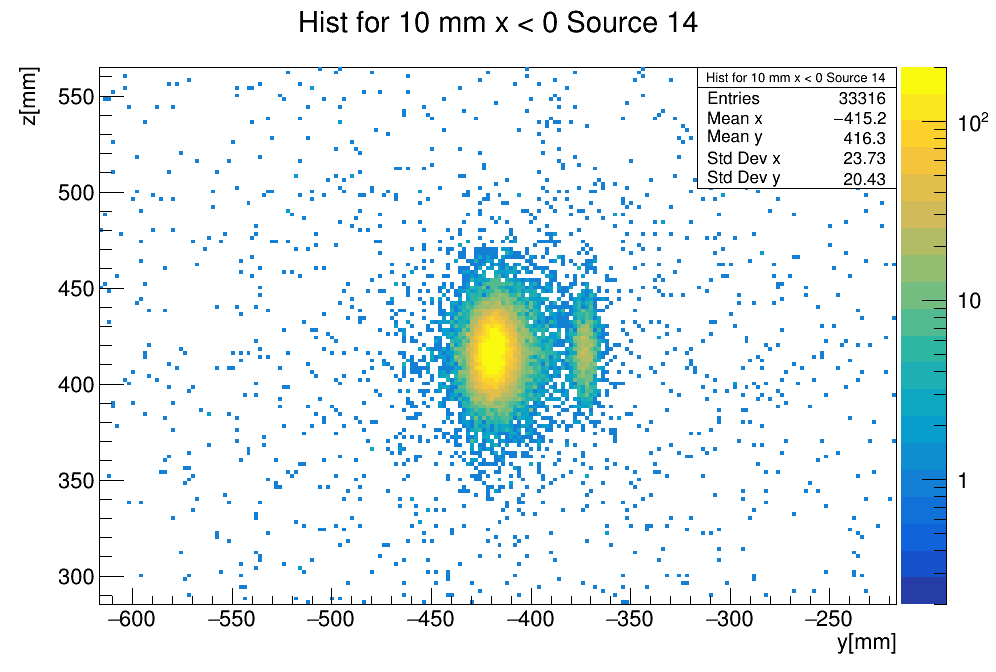 Hist for 10 mm x < 0 Source 14
z[mm]
Hist for 10 mm x < 0 Source 14
Entries 33316
Mean x −415.2
Mean y 416.3
Std Dev x 23.73
Std Dev y 20.43
550
500
450
400
350
300
−600 −550 −500 −450 −400 −350 −300 −250
y[mm]
10²
10
1